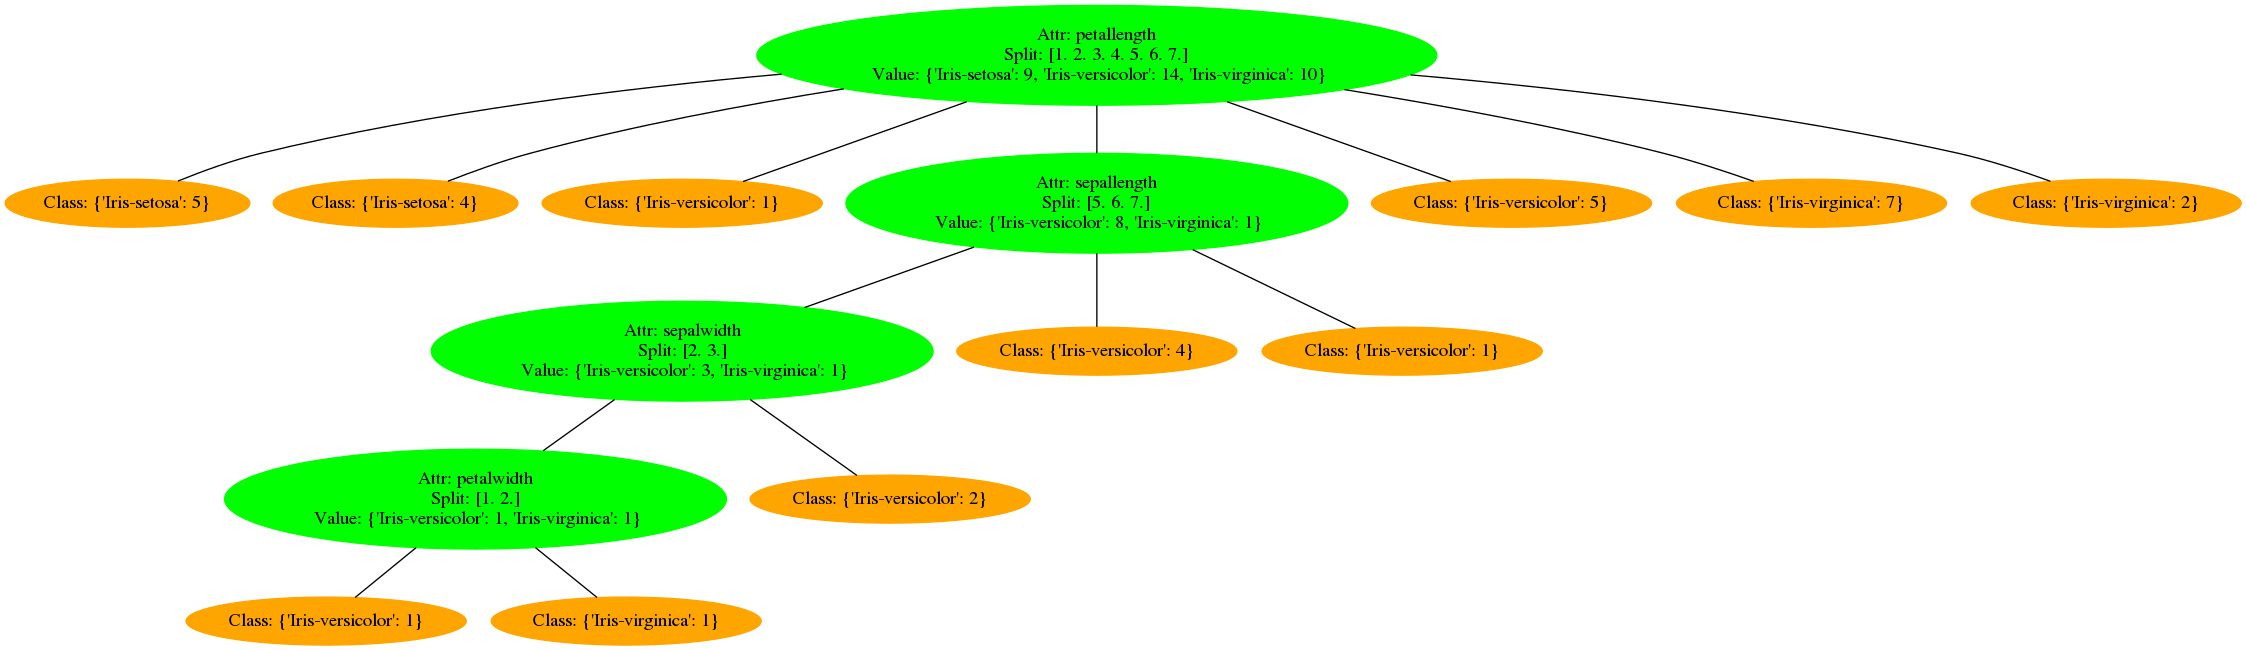 Attr: petallength
Split: [1. 2. 3. 4. 5. 6. 7.]
Value: {'Iris-setosa': 9, 'Iris-versicolor': 14, 'Iris-virginica': 10}
Class: {'Iris-setosa': 5}
Class: {'Iris-setosa': 4}
Class: {'Iris-versicolor': 1}
Attr: sepallength
Split: [5. 6. 7.]
Value: {'Iris-versicolor': 8, 'Iris-virginica': 1}
Class: {'Iris-versicolor': 5}
Class: {'Iris-virginica': 7}
Class: {'Iris-virginica': 2}
Attr: sepalwidth
Split: [2. 3.]
Value: {'Iris-versicolor': 3, 'Iris-virginica': 1}
Class: {'Iris-versicolor': 4}
Class: {'Iris-versicolor': 1}
Attr: petalwidth
Split: [1. 2.]
Value: {'Iris-versicolor': 1, 'Iris-virginica': 1}
Class: {'Iris-versicolor': 2}
Class: {'Iris-versicolor': 1}
Class: {'Iris-virginica': 1}